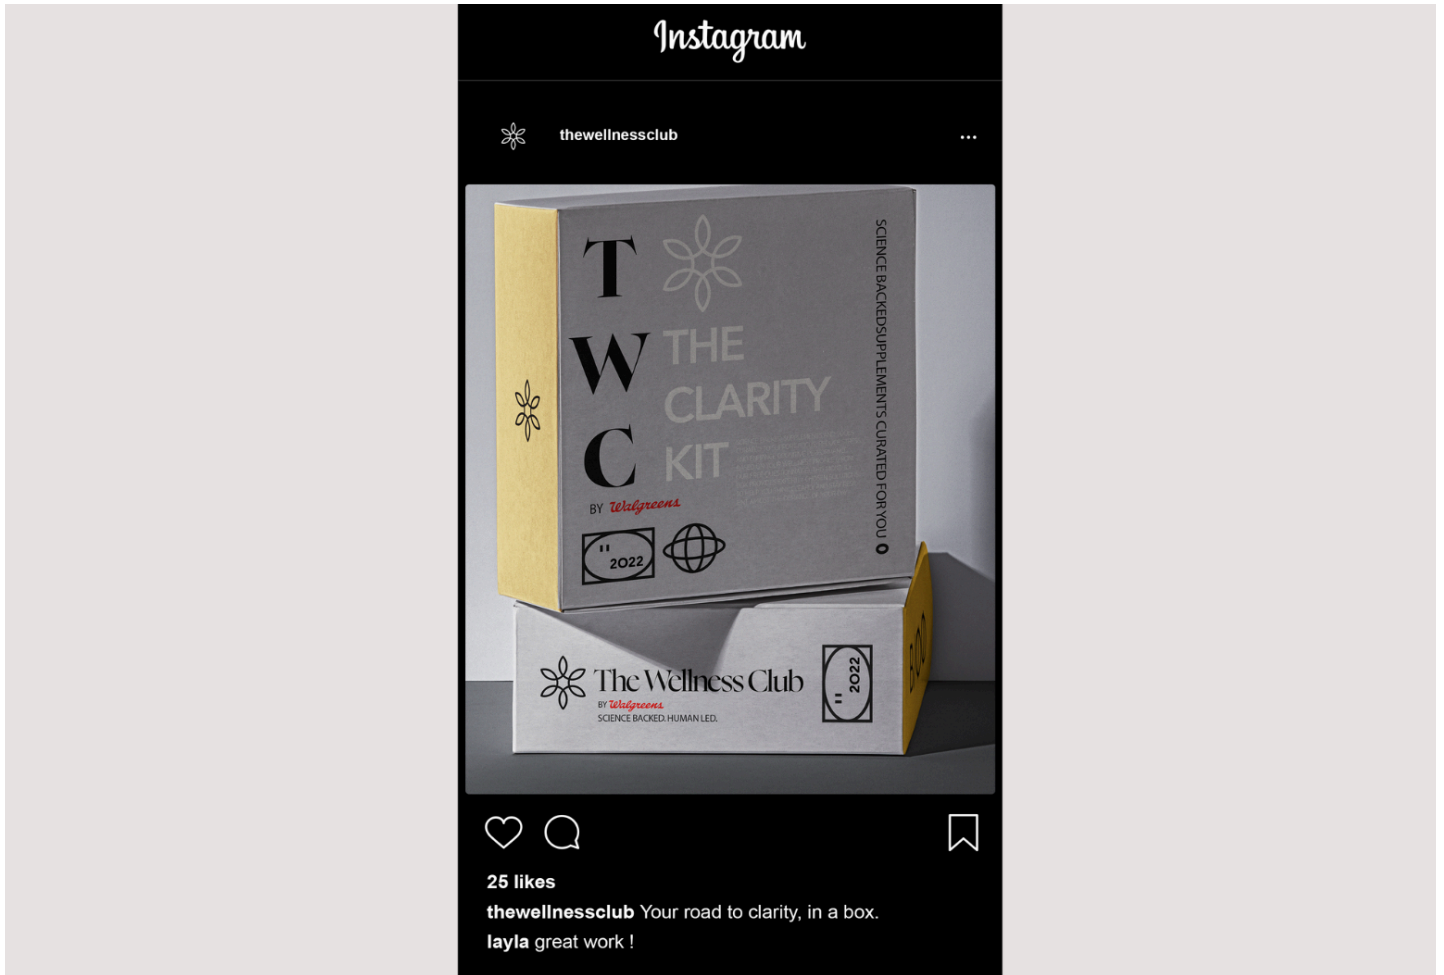 Instagram
thewellnessclub
T
W
C
THE
CLARITY
KIT
BY Walgreens
2022
SCIENCE BACKEDSUPPLEMENTS CURATED FOR YOU
The Wellness Club
BY Walgreens
SCIENCE BACKED. HUMAN LED.
2022
25 likes
thewellnessclub Your road to clarity, in a box.
layla great work !